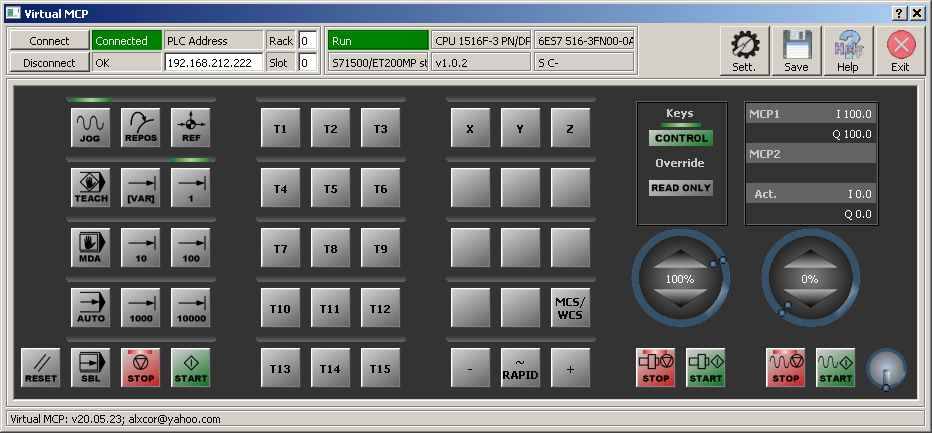 Virtual MCP
Connect Connected PLC Address Rack 0 Run CPU 1516F-3 PN/DP 6ES7 516-3FN00-0A
Disconnect OK 192.168.212.222 Slot 0 S71500/ET200MP st v1.0.2 S C-
Sett. Save Help Exit
JOG REPOS REF T1 T2 T3 X Y Z
Keys
CONTROL
Override
READ ONLY
MCP1 I 100.0
Q 100.0
MCP2
Act. I 0.0
Q 0.0
TEACH [VAR] 1 T4 T5 T6
MDA 10 100 T7 T8 T9
100% 0%
AUTO 1000 10000 T10 T11 T12 MCS/
WCS
RESET SBL STOP START T13 T14 T15 - ~
RAPID +
STOP START STOP START
Virtual MCP: v20.05.23; alxcor@yahoo.com